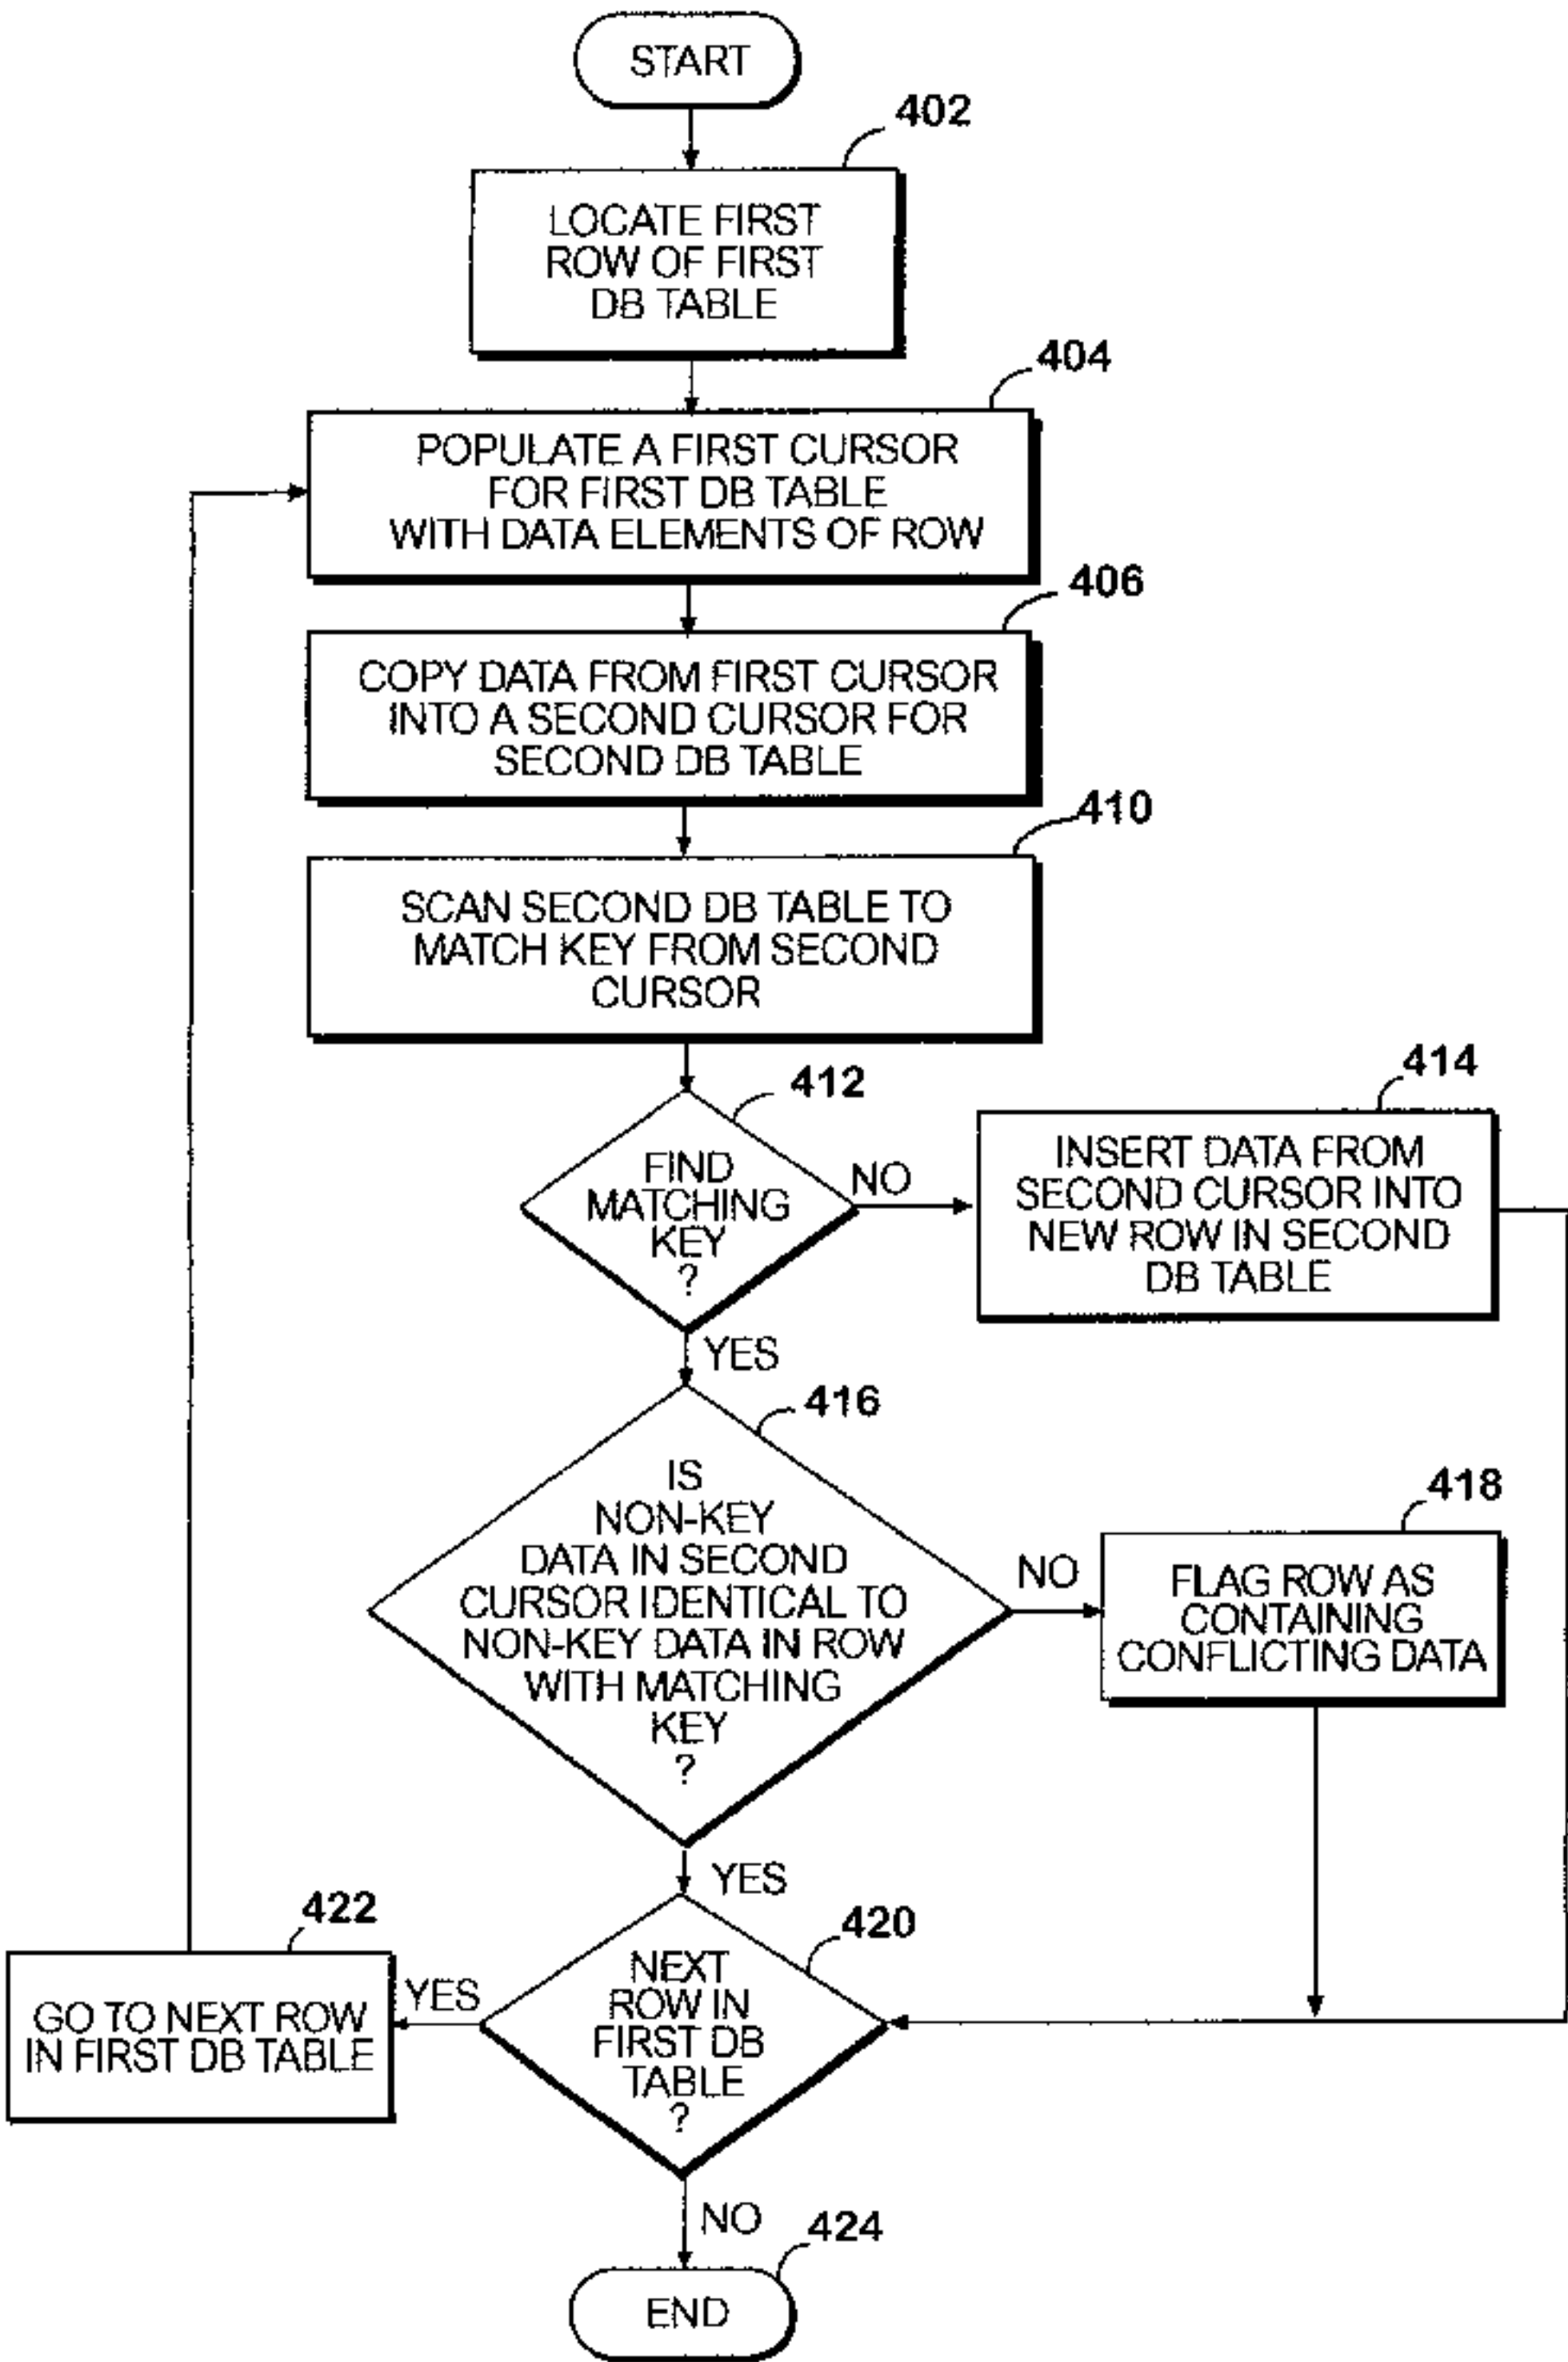 START
402
LOCATE FIRST
ROW OF FIRST
DB TABLE
404
POPULATE A FIRST CURSOR
FOR FIRST DB TABLE
WITH DATA ELEMENTS OF ROW
406
COPY DATA FROM FIRST CURSOR
INTO A SECOND CURSOR FOR
SECOND DB TABLE
410
SCAN SECOND DB TABLE TO
MATCH KEY FROM SECOND
CURSOR
412
FIND
MATCHING
KEY
?
NO
414
INSERT DATA FROM
SECOND CURSOR INTO
NEW ROW IN SECOND
DB TABLE
YES
416
IS
NON-KEY
DATA IN SECOND
CURSOR IDENTICAL TO
NON-KEY DATA IN ROW
WITH MATCHING
KEY
?
NO
418
FLAG ROW AS
CONTAINING
CONFLICTING DATA
YES
420
NEXT
ROW IN
FIRST DB
TABLE
?
YES
422
GO TO NEXT ROW
IN FIRST DB TABLE
NO
424
END